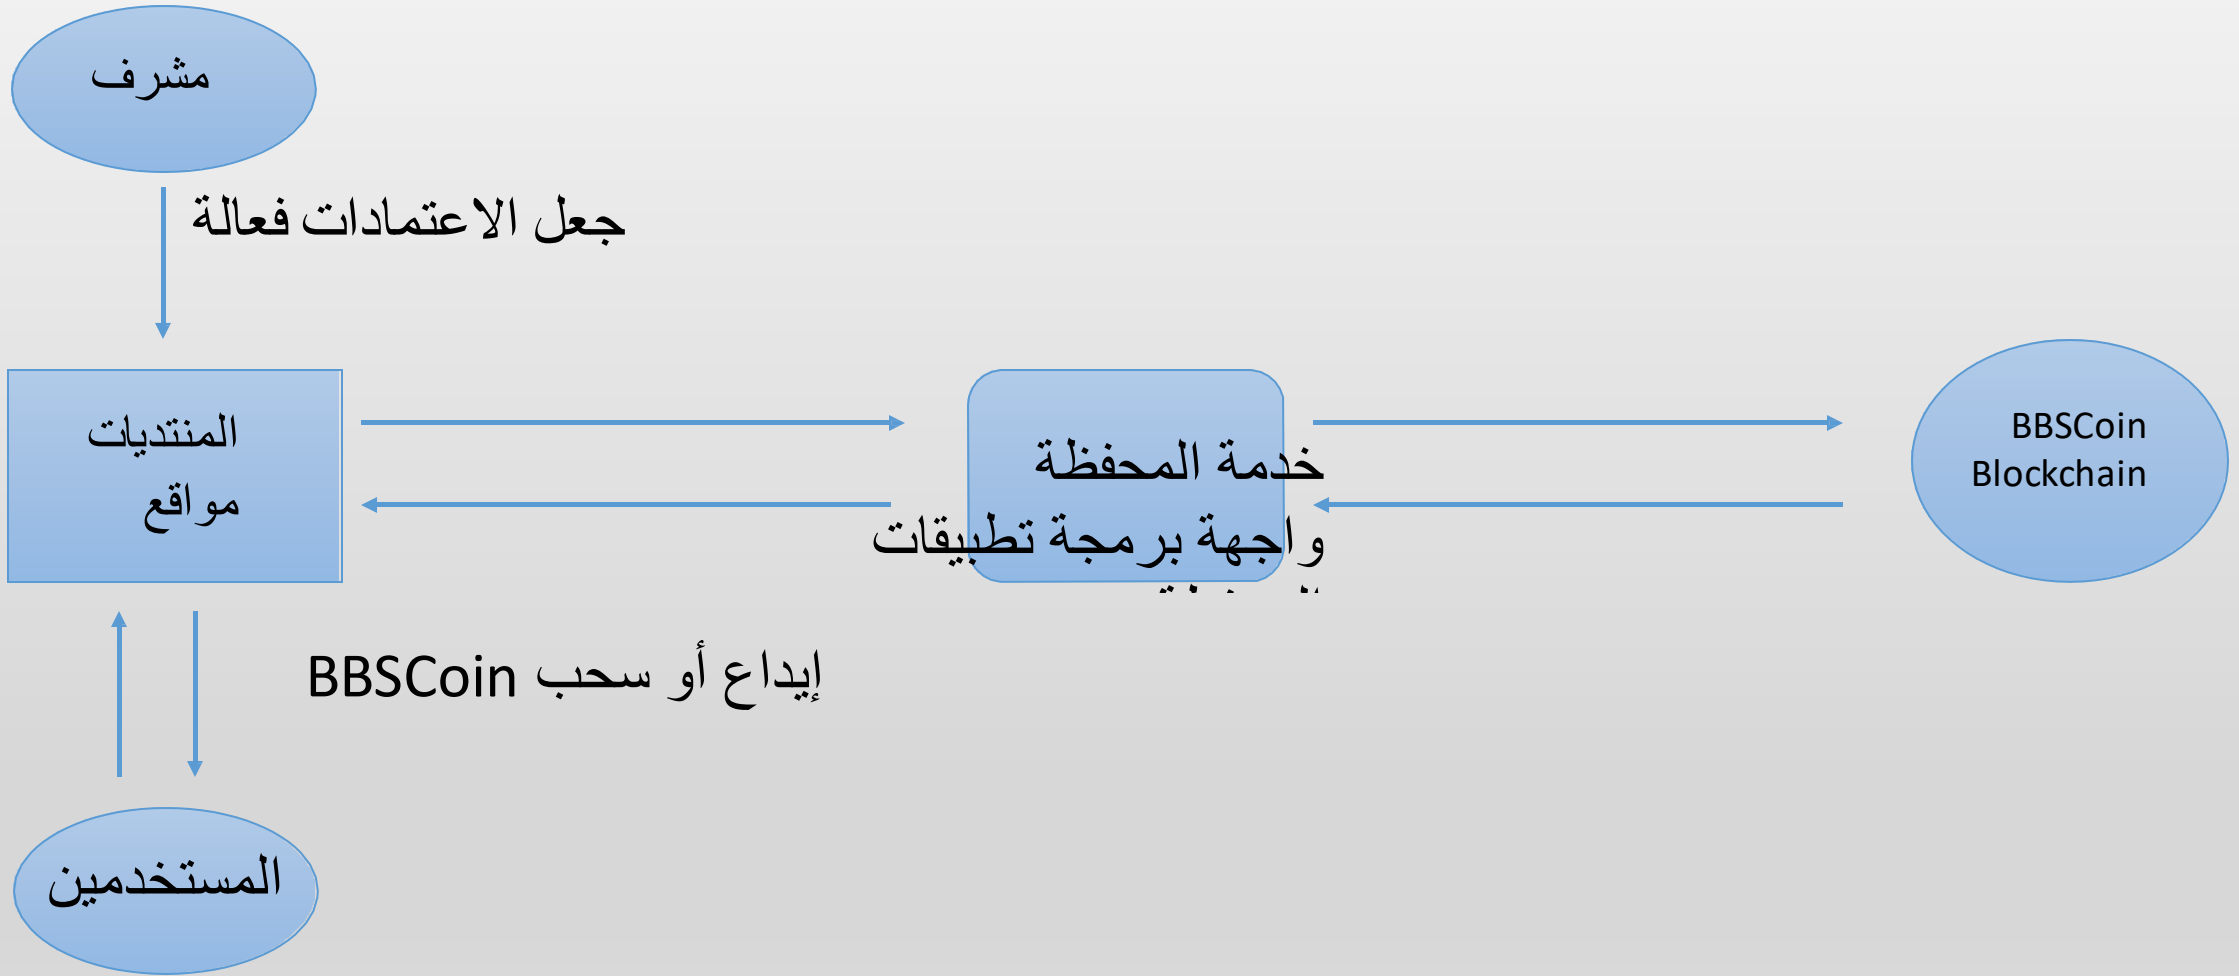 مشرف
جعل الاعتمادات فعالة
المنتديات
مواقع
خدمة المحفظة
واجهة برمجة تطبيقات
BBSCoin
Blockchain
إيداع أو سحب BBSCoin
المستخدمين